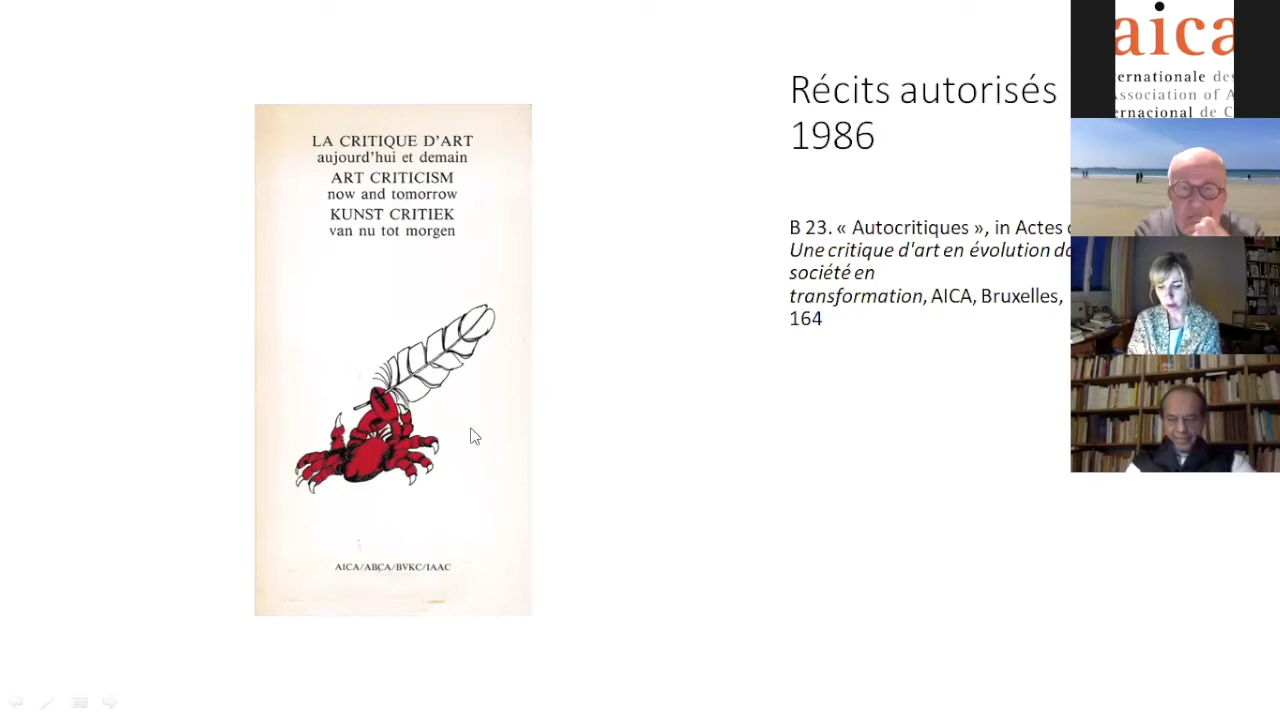 LA CRITIQUE D'ART
aujourd'hui et demain
ART CRITICISM
now and tomorrow
KUNST CRITIEK
van nu tot morgen
AICA/ABCA/BVKC/IAAC
Récits autorisés
1986
B 23. « Autocritiques », in Actes
Une critique d'art en évolution
société en
transformation, AICA, Bruxelles,
164
aica
ernationale des
ssociation of A
ernacional de C